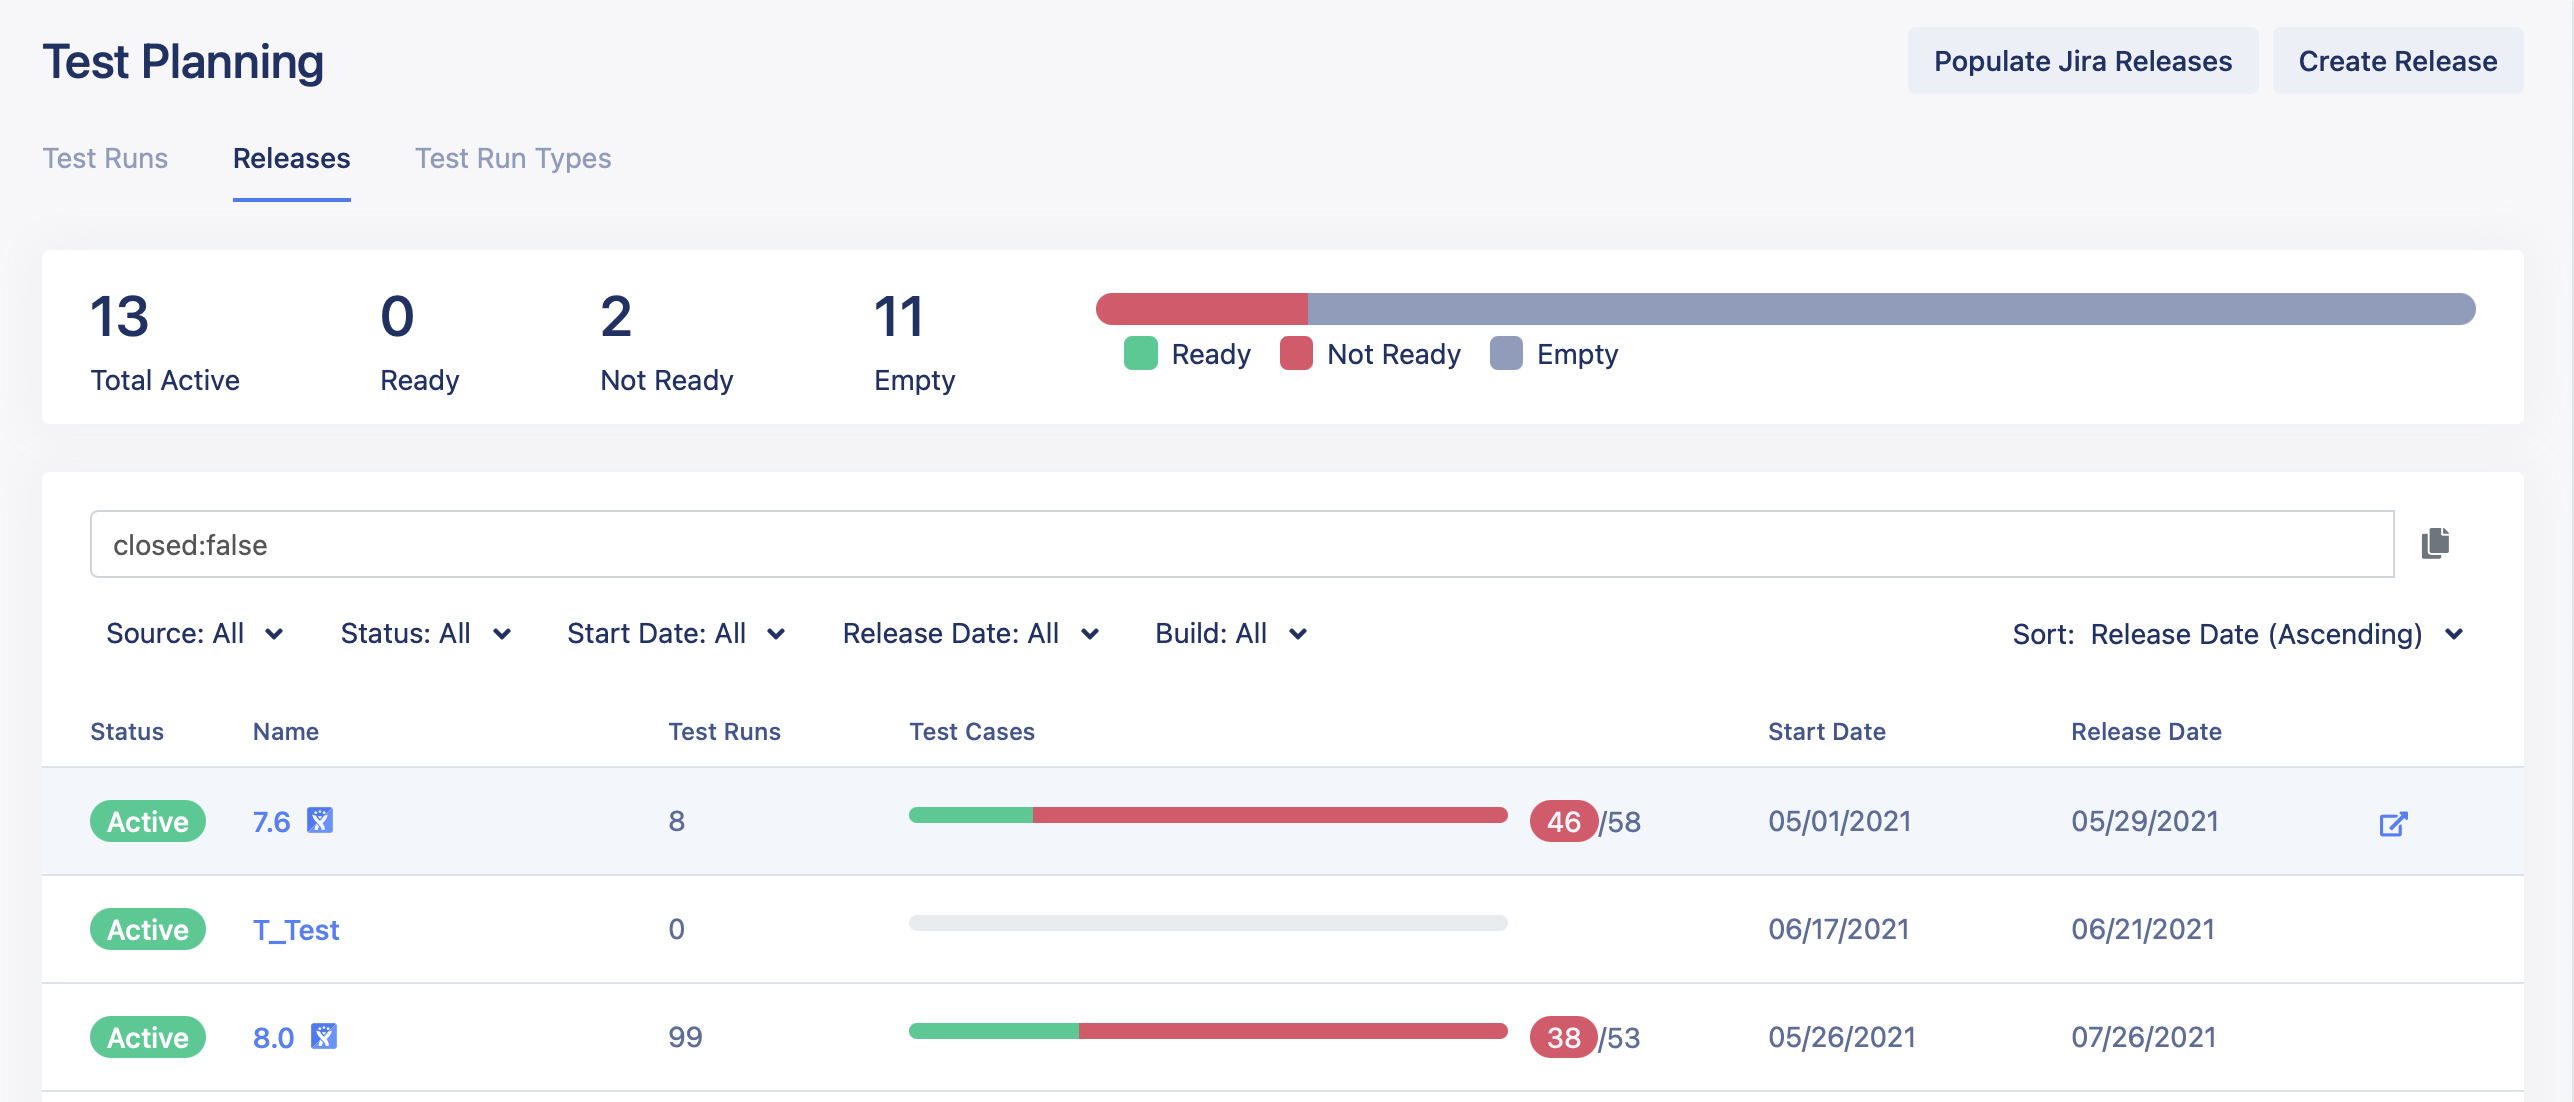 Test Planning
Populate Jira Releases
Create Release
Test Runs
Releases
Test Run Types
13
Total Active
0
Ready
2
Not Ready
11
Empty
Ready
Not Ready
Empty
closed:false
Source: All
Status: All
Start Date: All
Release Date: All
Build: All
Sort: Release Date (Ascending)
Status
Name
Test Runs
Test Cases
Start Date
Release Date
Active
7.6
8
46/58
05/01/2021
05/29/2021
Active
T_Test
0
06/17/2021
06/21/2021
Active
8.0
99
38/53
05/26/2021
07/26/2021